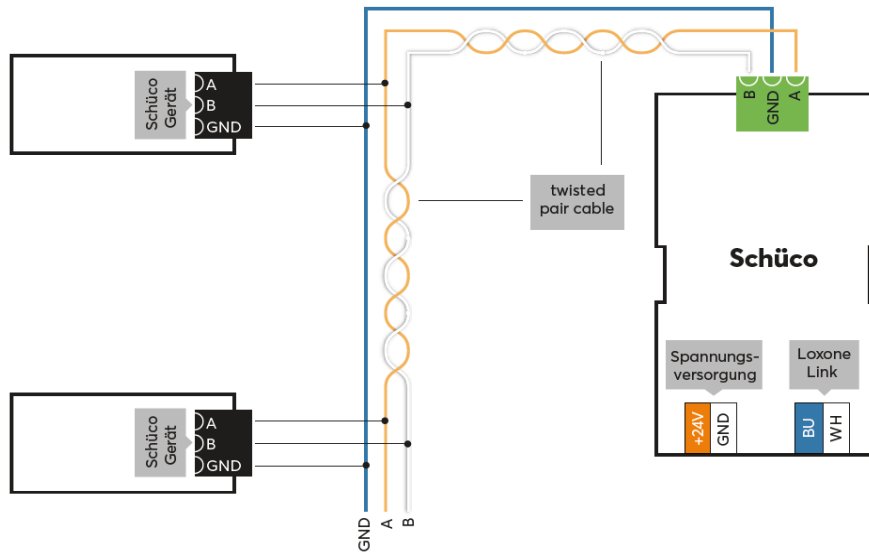 B
GND
A
Schüco
Gerät
A
B
GND
twisted
pair cable
Schüco
Spannungs-
versorgung
Loxone
Link
+24V
GND
BU
WH
Schüco
Gerät
A
B
GND
GND
A
B